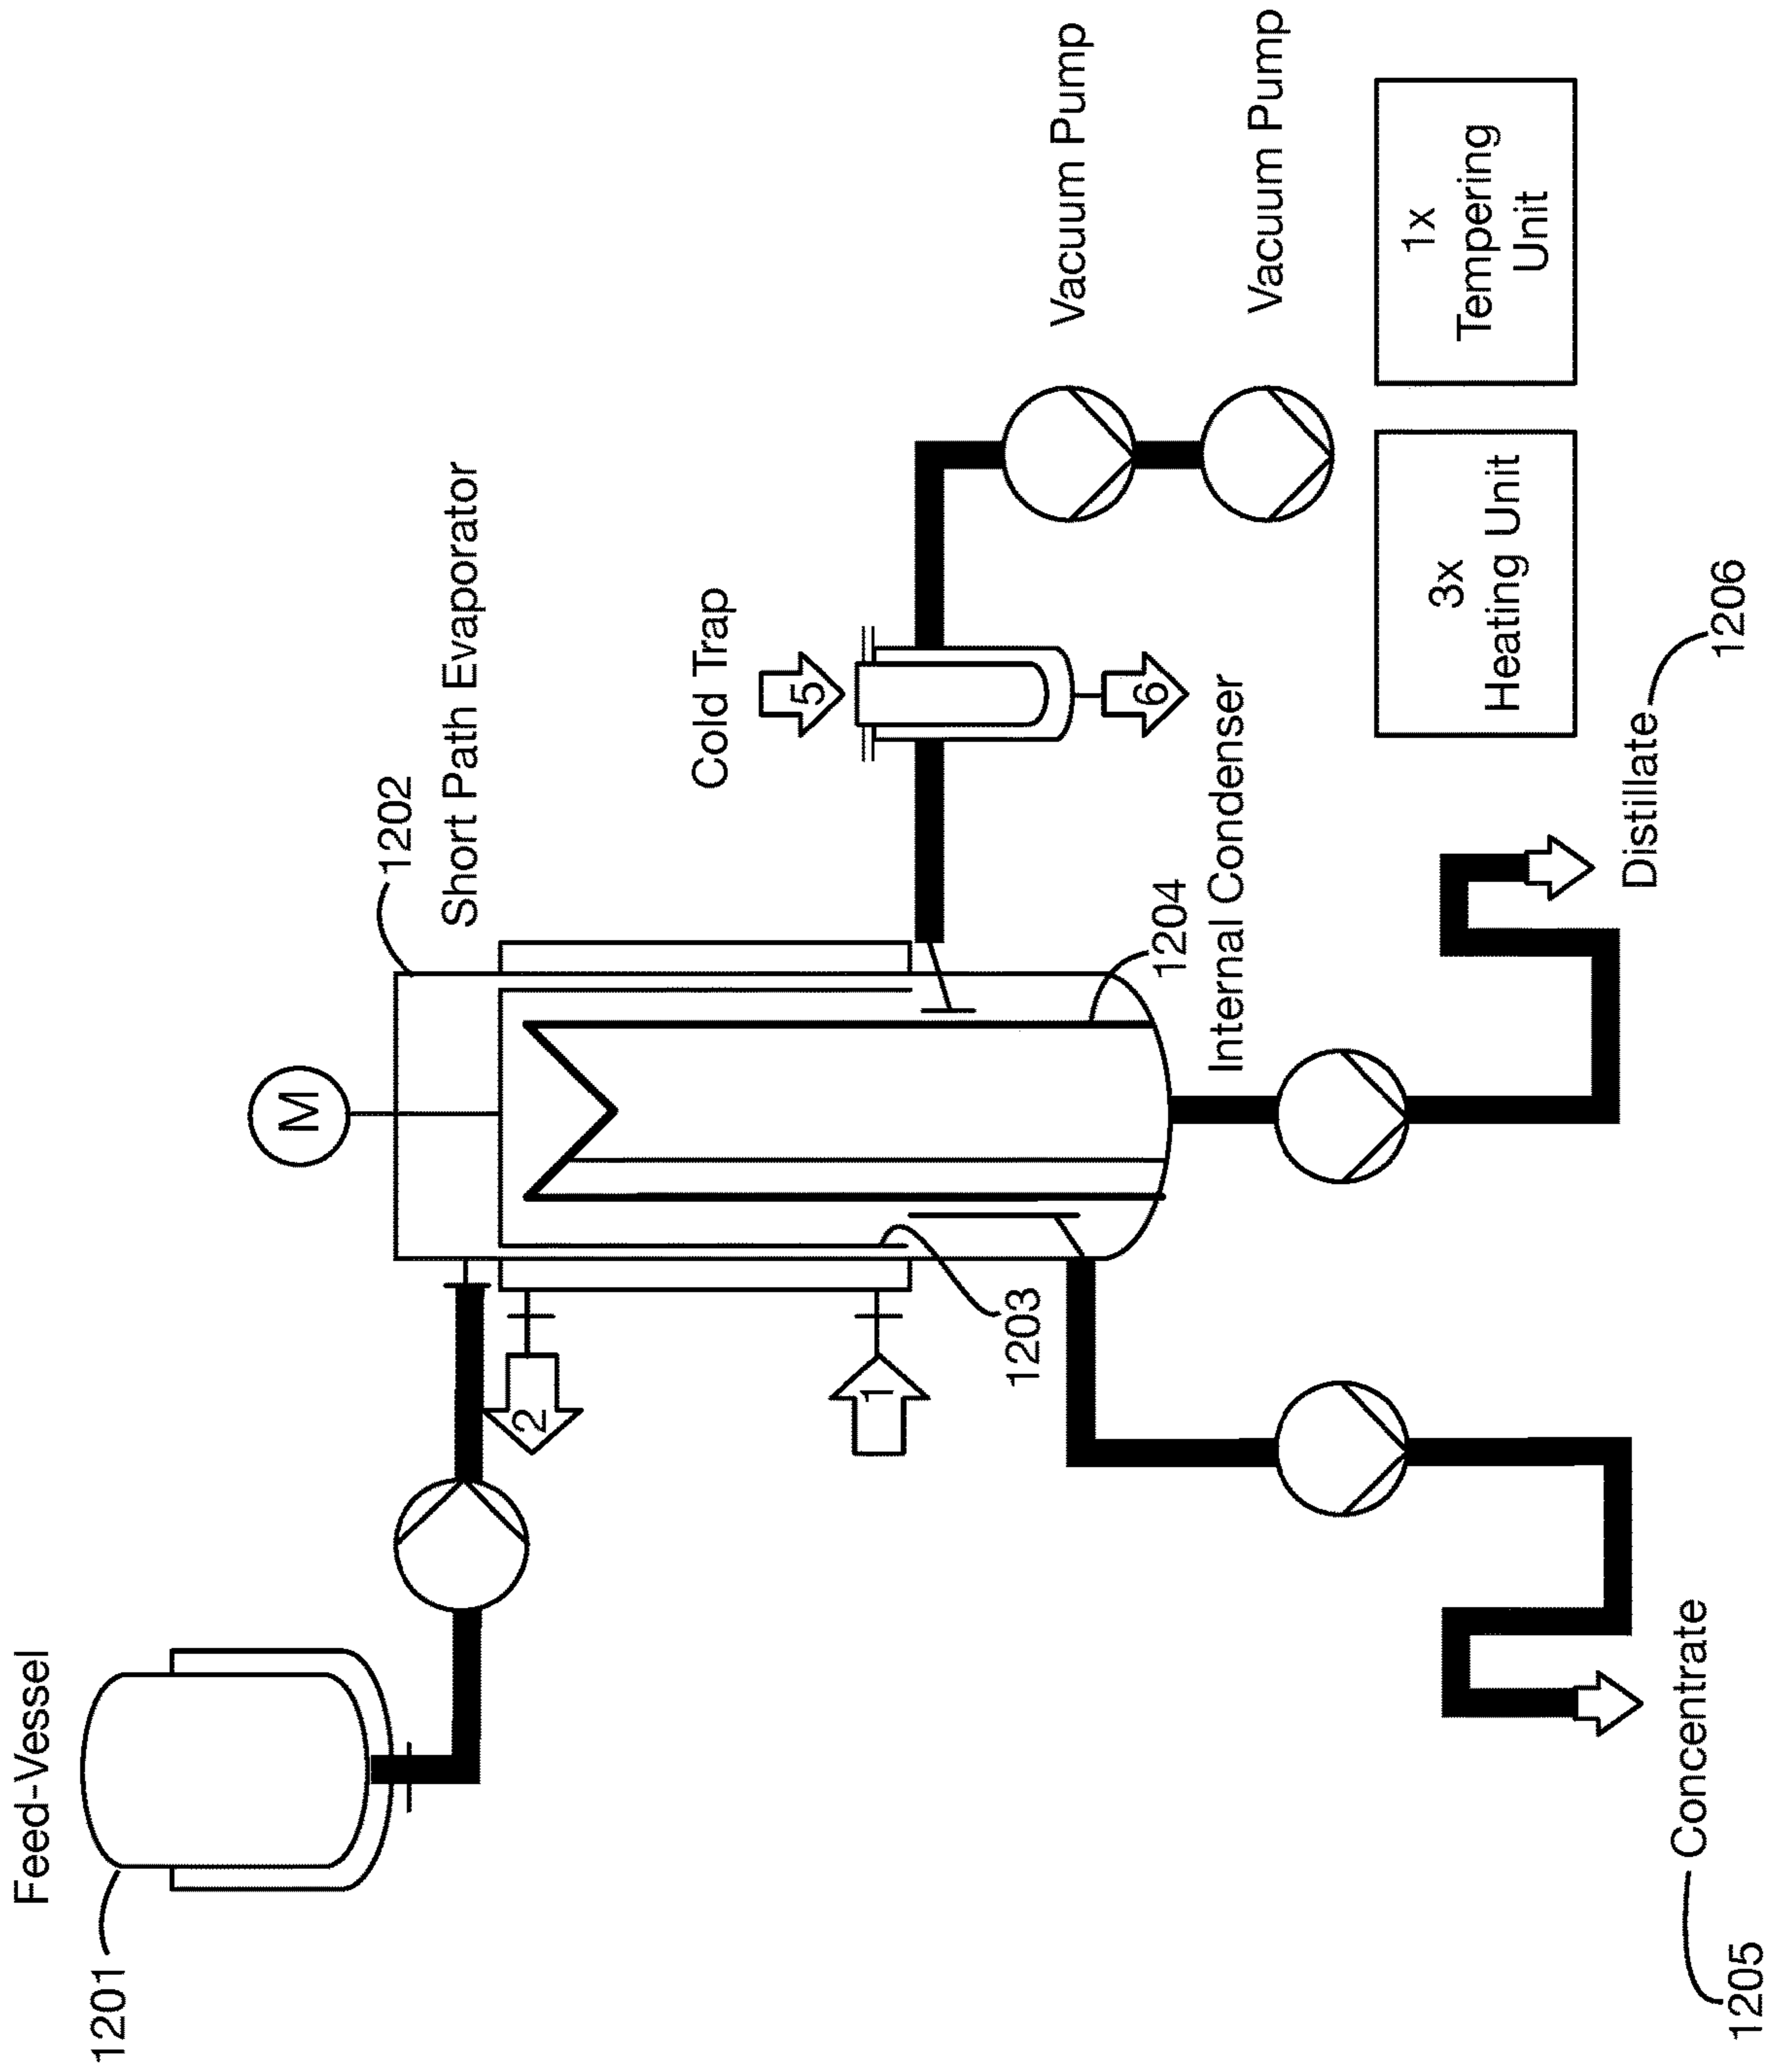 Feed-Vessel
1201
M
1202
Short Path Evaporator
2
1
1203
Cold Trap
5
6
1204
Internal Condenser
Vacuum Pump
Vacuum Pump
3x
Heating Unit
1x
Tempering
Unit
Concentrate
1205
Distillate
1206